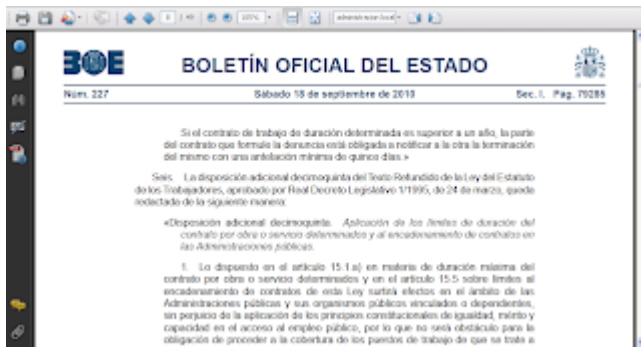 BOE
BOLETÍN OFICIAL DEL ESTADO
Núm. 227
Sábado 18 de septiembre de 2010
Sec. I. Pág. 79285
Si el contrato de trabajo de duración determinada es superior a un año, la parte
del contrato que formule la denuncia está obligada a notificar a la otra la terminación
del mismo con una antelación mínima de quince días.»
Seis. La disposición adicional decimoquinta del Texto Refundido de la Ley del Estatuto
de los Trabajadores, aprobado por Real Decreto Legislativo 1/1995, de 24 de marzo, queda
redactada de la siguiente manera:
«Disposición adicional decimoquinta. Aplicación de los límites de duración del
contrato por obra o servicio determinados y al encadenamiento de contratos en
las Administraciones públicas.
1. Lo dispuesto en el artículo 15.1.a) en materia de duración máxima del
contrato por obra o servicio determinados y en el artículo 15.5 sobre límites al
encadenamiento de contratos de esta Ley surtirá efectos en el ámbito de las
Administraciones públicas y sus organismos públicos vinculados o dependientes,
sin perjuicio de la aplicación de los principios constitucionales de igualdad, mérito y
capacidad en el acceso al empleo público, por lo que no será obstáculo para la
obligación de proceder a la cobertura de los puestos de trabajo de que se trate a